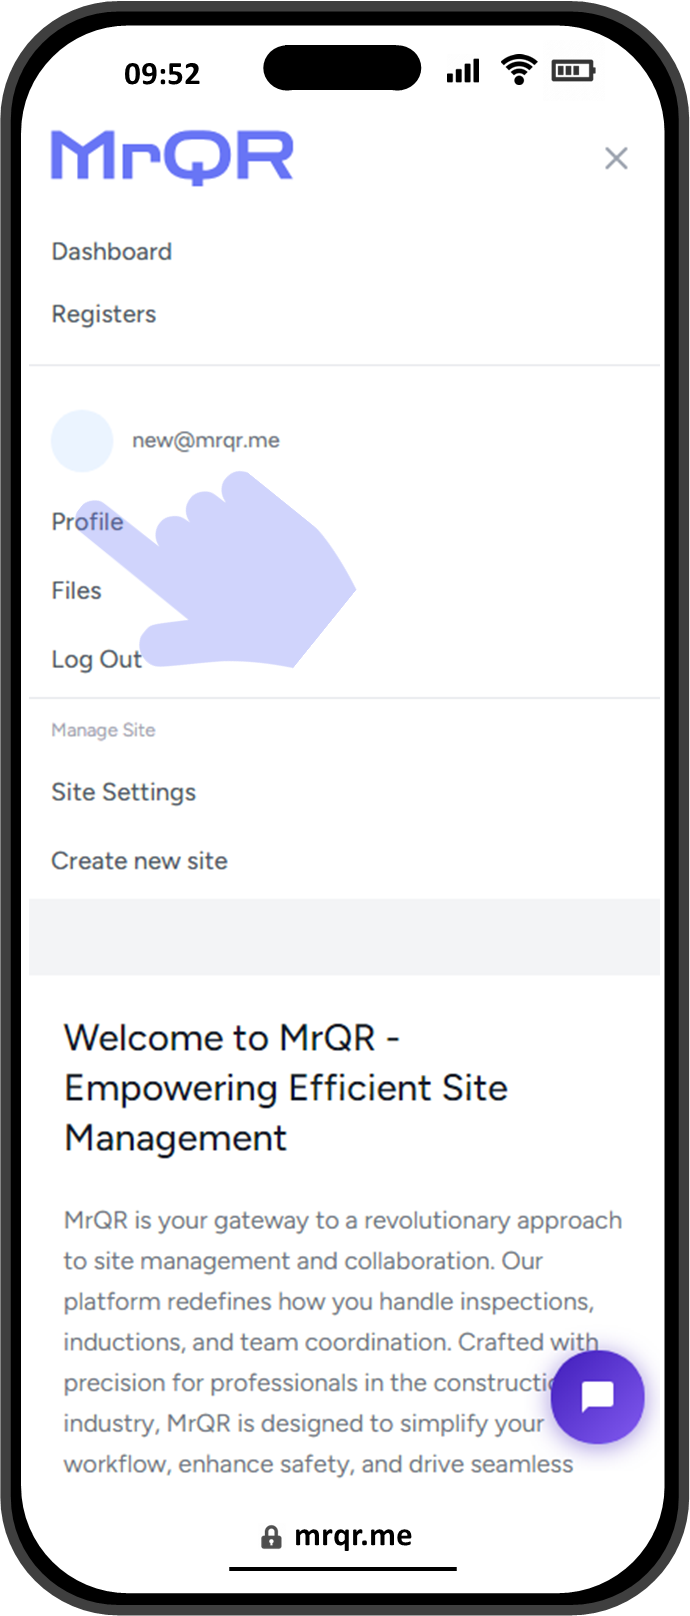 09:52
MrQR
Dashboard
Registers
new@mrqr.me
Profile
Files
Log Out
Manage Site
Site Settings
Create new site
Welcome to MrQR -
Empowering Efficient Site
Management
MrQR is your gateway to a revolutionary approach
to site management and collaboration. Our
platform redefines how you handle inspections,
inductions, and team coordination. Crafted with
precision for professionals in the
industry, MrQR is designed to simplify your
workflow, enhance safety, and drive seamless
mrqr.me